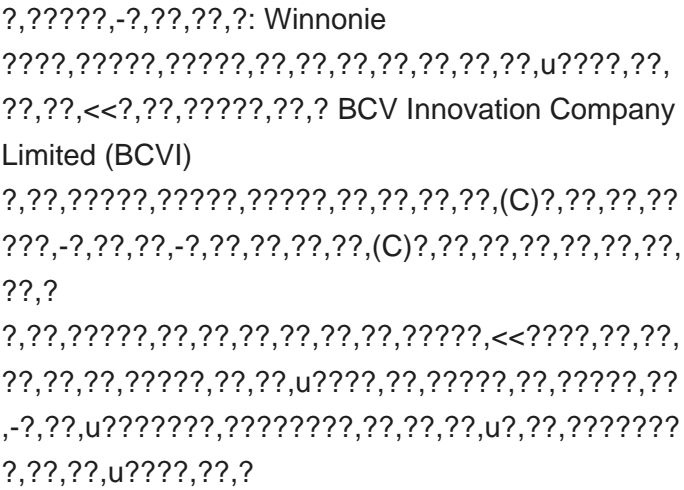 ?,?????,-?,??,??,?: Winnonie
????,?????,?????,??,??,??,??,??,??,??,u????,??,
??,??,<<?,??,?????,??,? BCV Innovation Company
Limited (BCVI)
?,??,?????,?????,?????,??,??,??,??,(C)?,??,??,??
???,-?,??,??,-?,??,??,??,??,(C)?,??,??,??,??,??,??,
??,?
?,??,?????,??,??,??,??,??,??,?????,<<????,??,??,
??,??,??,?????,??,??,u????,??,?????,??,?????,??
,-?,??,u???????,????????,??,??,??,u?,??,???????
?,??,??,u????,??,?